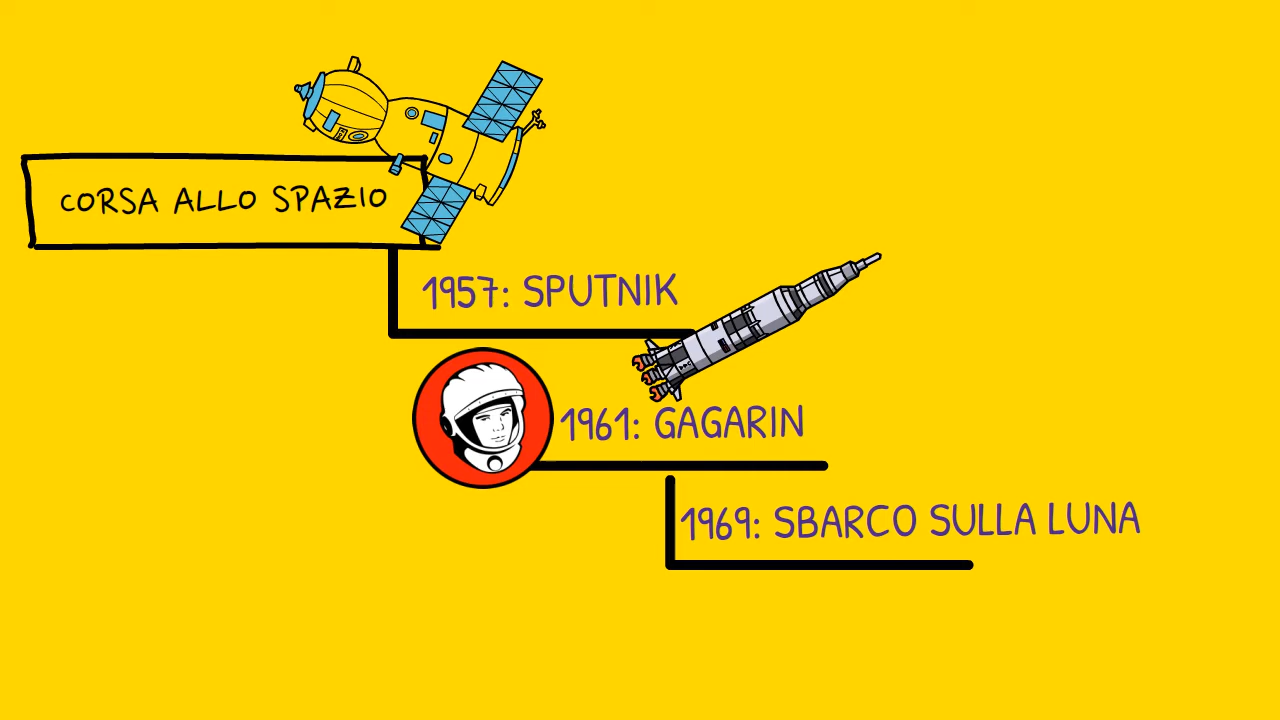 CORSA ALLO SPAZIO
1957: SPUTNIK
1961: GAGARIN
1969: SBARCO SULLA LUNA